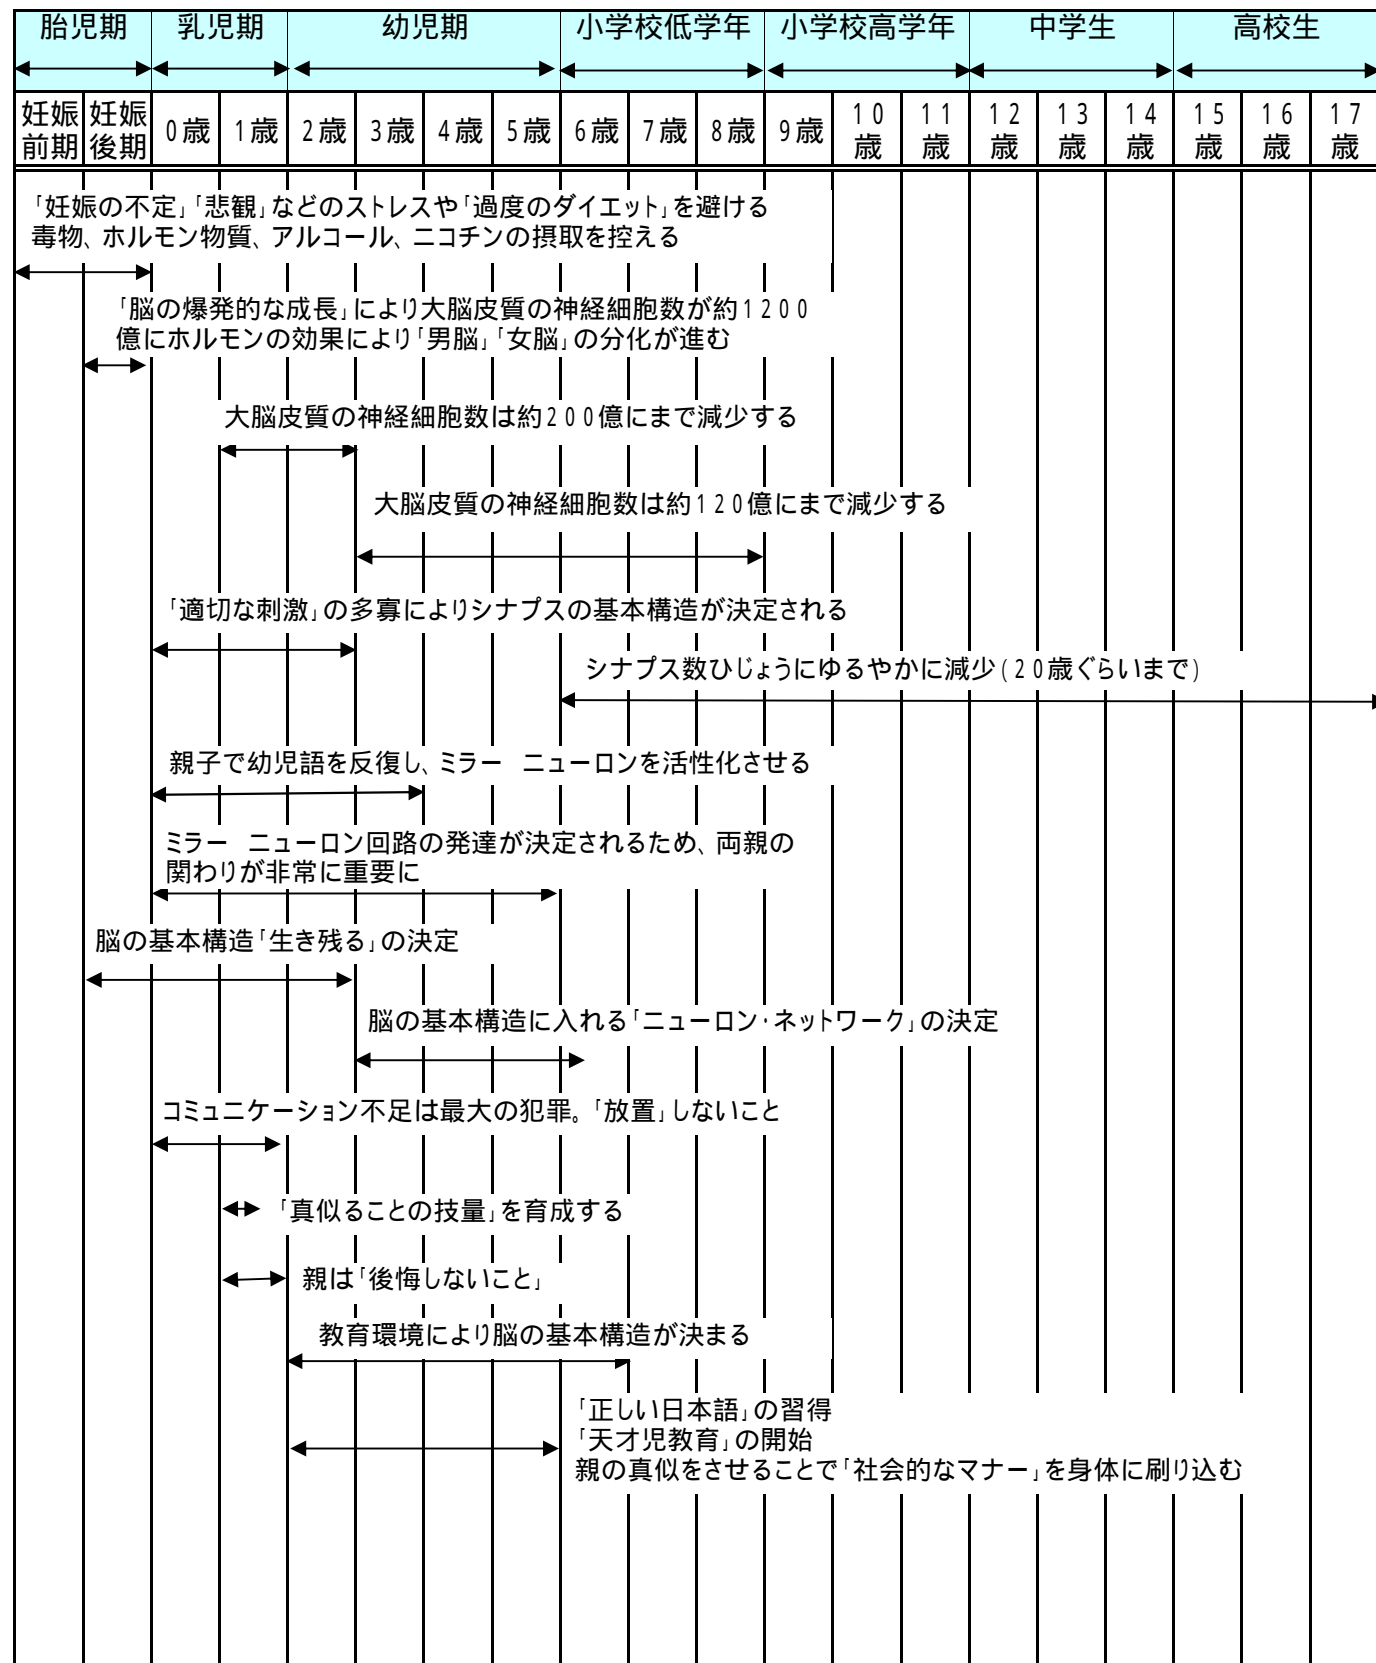 胎児期 乳児期 幼児期 小学校低学年 小学校高学年 中学生 高校生
妊娠前期 妊娠後期 0歳 1歳 2歳 3歳 4歳 5歳 6歳 7歳 8歳 9歳 10歳 11歳 12歳 13歳 14歳 15歳 16歳 17歳
「妊娠の不定」「悲観」などのストレスや「過度のダイエット」を避ける
毒物、ホルモン物質、アルコール、ニコチンの摂取を控える
「脳の爆発的な成長」により大脳皮質の神経細胞数が約1200
億にホルモンの効果により「男脳」「女脳」の分化が進む
大脳皮質の神経細胞数は約200億にまで減少する
大脳皮質の神経細胞数は約120億にまで減少する
「適切な刺激」の多寡によりシナプスの基本構造が決定される
シナプス数ひじょうにゆるやかに減少(20歳ぐらいまで)
親子で幼児語を反復し、ミラー　ニューロンを活性化させる
ミラー　ニューロン回路の発達が決定されるため、両親の
関わりが非常に重要に
脳の基本構造「生き残る」の決定
脳の基本構造に入れる「ニューロン・ネットワーク」の決定
コミュニケーション不足は最大の犯罪。「放置」しないこと
「真似ることの技量」を育成する
親は「後悔しないこと」
教育環境により脳の基本構造が決まる
「正しい日本語」の習得
「天才児教育」の開始
親の真似をさせることで「社会的なマナー」を身体に刷り込む